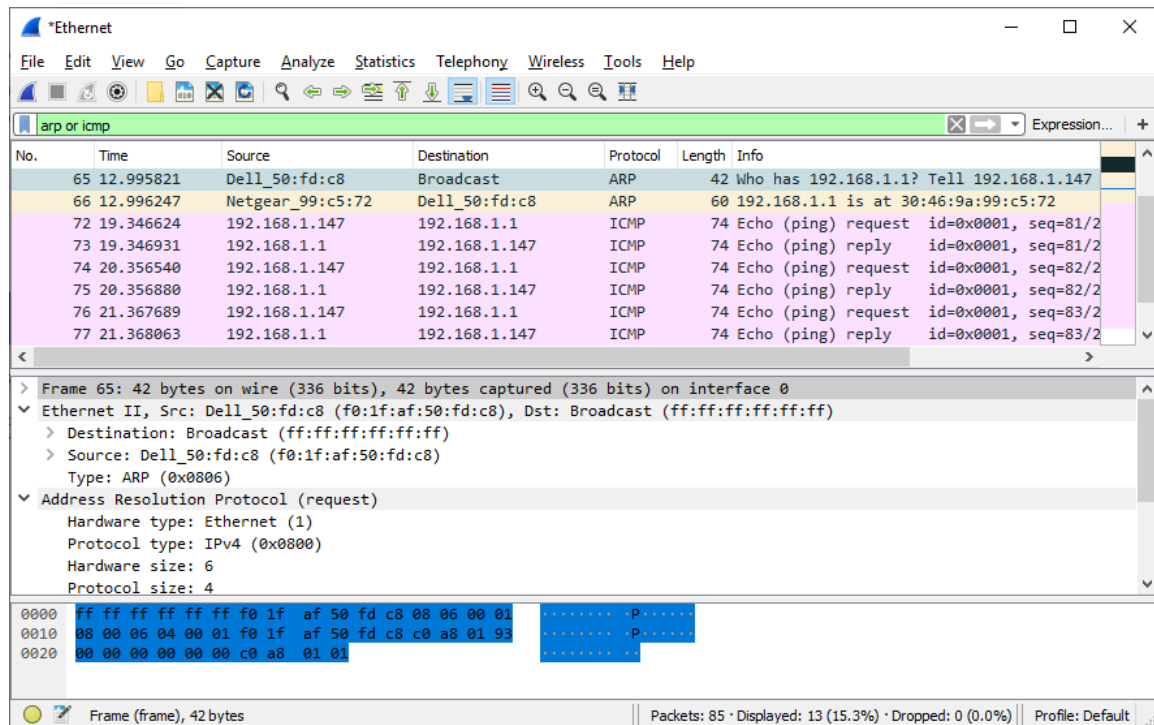 *Ethernet
File Edit View Go Capture Analyze Statistics Telephony Wireless Tools Help
arp or icmp Expression... +
No. Time Source Destination Protocol Length Info
65 12.995821 Dell_50:fd:c8 Broadcast ARP 42 Who has 192.168.1.1? Tell 192.168.1.147
66 12.996247 Netgear_99:c5:72 Dell_50:fd:c8 ARP 60 192.168.1.1 is at 30:46:9a:99:c5:72
72 19.346624 192.168.1.147 192.168.1.1 ICMP 74 Echo (ping) request id=0x0001, seq=81/2
73 19.346931 192.168.1.1 192.168.1.147 ICMP 74 Echo (ping) reply id=0x0001, seq=81/2
74 20.356540 192.168.1.147 192.168.1.1 ICMP 74 Echo (ping) request id=0x0001, seq=82/2
75 20.356880 192.168.1.1 192.168.1.147 ICMP 74 Echo (ping) reply id=0x0001, seq=82/2
76 21.367689 192.168.1.147 192.168.1.1 ICMP 74 Echo (ping) request id=0x0001, seq=83/2
77 21.368063 192.168.1.1 192.168.1.147 ICMP 74 Echo (ping) reply id=0x0001, seq=83/2
Frame 65: 42 bytes on wire (336 bits), 42 bytes captured (336 bits) on interface 0
Ethernet II, Src: Dell_50:fd:c8 (f0:1f:af:50:fd:c8), Dst: Broadcast (ff:ff:ff:ff:ff:ff)
Destination: Broadcast (ff:ff:ff:ff:ff:ff)
Source: Dell_50:fd:c8 (f0:1f:af:50:fd:c8)
Type: ARP (0x0806)
Address Resolution Protocol (request)
Hardware type: Ethernet (1)
Protocol type: IPv4 (0x0800)
Hardware size: 6
Protocol size: 4
0000 ff ff ff ff ff ff f0 1f af 50 fd c8 08 06 00 01 ········ ·P······
0010 08 00 06 04 00 01 f0 1f af 50 fd c8 c0 a8 01 93 ········ ·P······
0020 00 00 00 00 00 00 c0 a8 01 01 ········ ··
Frame (frame), 42 bytes Packets: 85 · Displayed: 13 (15.3%) · Dropped: 0 (0.0%) Profile: Default